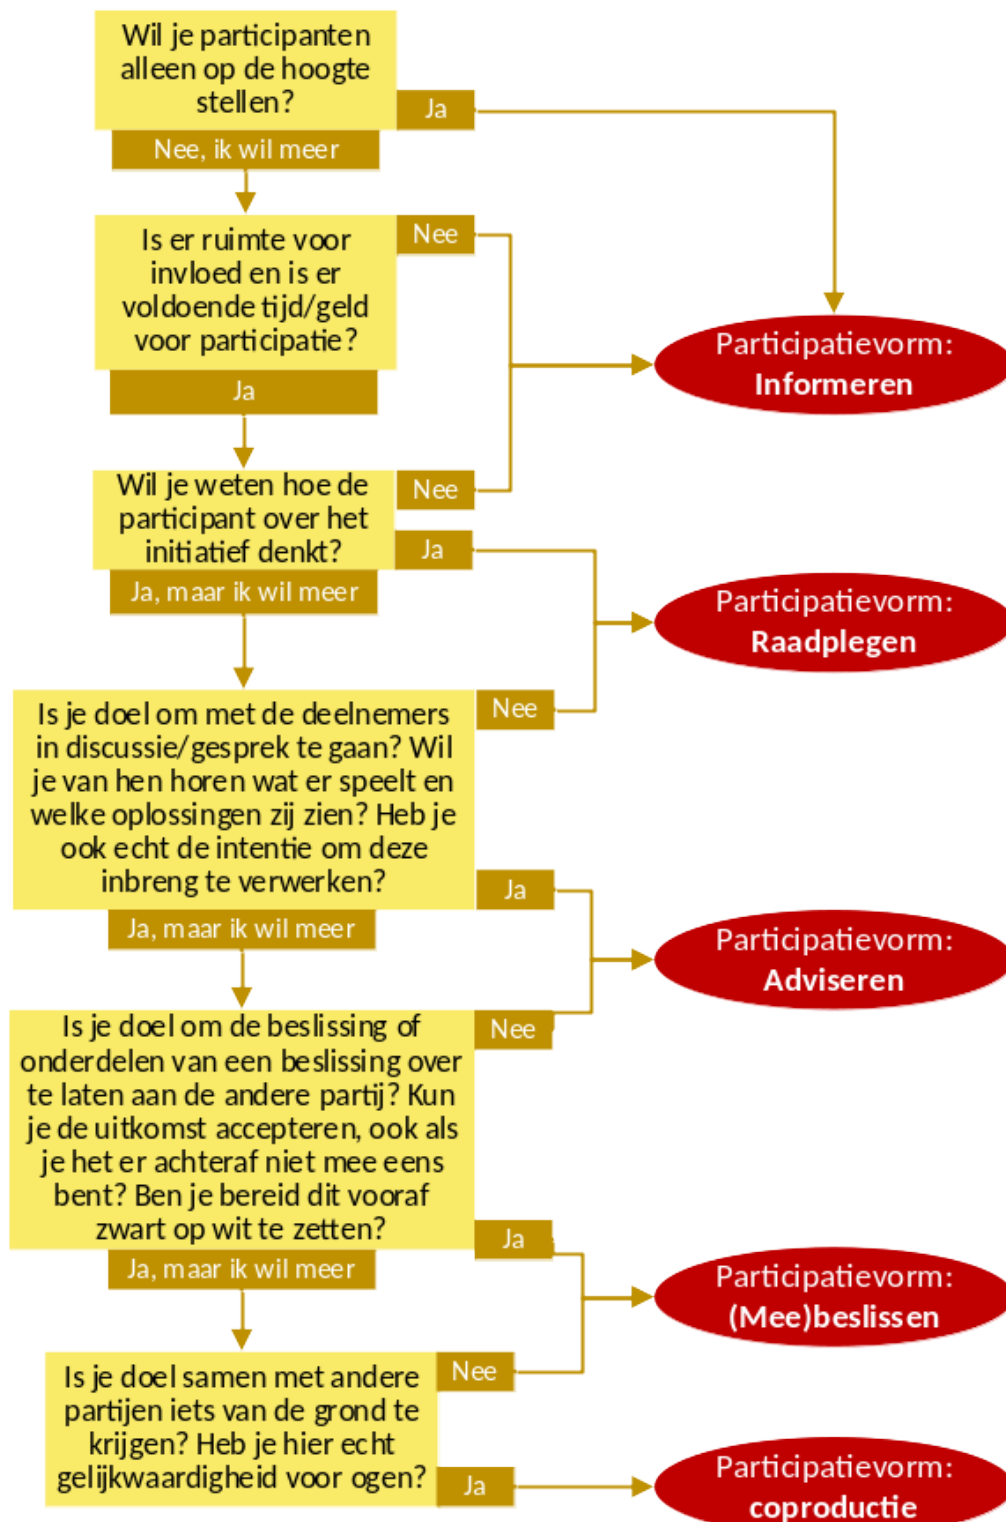 Wil je participanten
alleen op de hoogte
stellen?
Ja
Nee, ik wil meer
Is er ruimte voor
invloed en is er
voldoende tijd/geld
voor participatie?
Nee
Ja
Participatievorm:
Informeren
Wil je weten hoe de
participant over het
initiatief denkt?
Nee
Ja
Ja, maar ik wil meer
Participatievorm:
Raadplegen
Is je doel om met de deelnemers
in discussie/gesprek te gaan? Wil
je van hen horen wat er speelt en
welke oplossingen zij zien? Heb je
ook echt de intentie om deze
inbreng te verwerken?
Nee
Ja
Ja, maar ik wil meer
Participatievorm:
Adviseren
Is je doel om de beslissing of
onderdelen van een beslissing over
te laten aan de andere partij? Kun
je de uitkomst accepteren, ook als
je het er achteraf niet mee eens
bent? Ben je bereid dit vooraf
zwart op wit te zetten?
Nee
Ja
Ja, maar ik wil meer
Participatievorm:
(Mee)beslissen
Is je doel samen met andere
partijen iets van de grond te
krijgen? Heb je hier echt
gelijkwaardigheid voor ogen?
Nee
Ja
Participatievorm:
coproductie